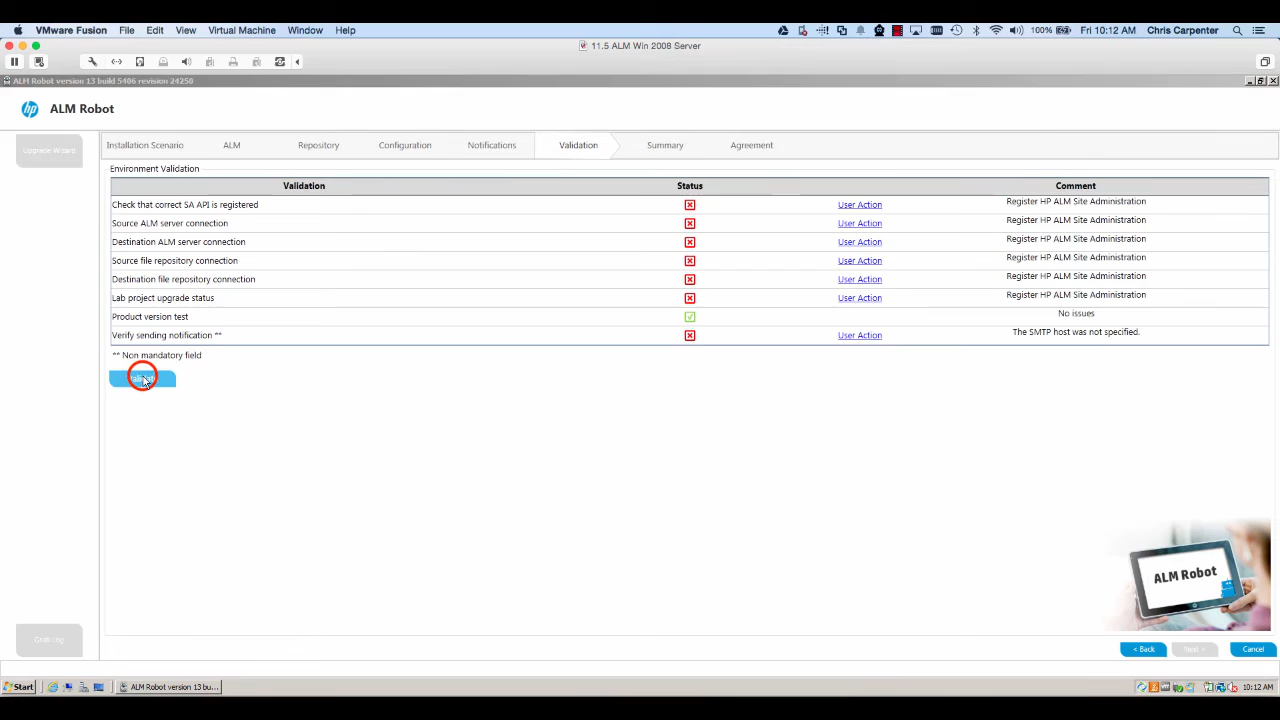 VMware Fusion File Edit View Virtual Machine Window Help 100% Fri 10:12 AM Chris Carpenter
11.5 ALM Win 2008 Server
ALM Robot version 13 build 5406 revision 24250
hp ALM Robot
Upgrade Wizard
Installation Scenario ALM Repository Configuration Notifications Validation Summary Agreement
Environment Validation
Validation Status Comment
Check that correct SA API is registered User Action Register HP ALM Site Administration
Source ALM server connection User Action Register HP ALM Site Administration
Destination ALM server connection User Action Register HP ALM Site Administration
Source file repository connection User Action Register HP ALM Site Administration
Destination file repository connection User Action Register HP ALM Site Administration
Lab project upgrade status User Action Register HP ALM Site Administration
Product version test No issues
Verify sending notification ** User Action The SMTP host was not specified.
** Non mandatory field
ALM Robot
Grab Log
< Back Next > Cancel
Start ALM Robot version 13 bu... 10:12 AM